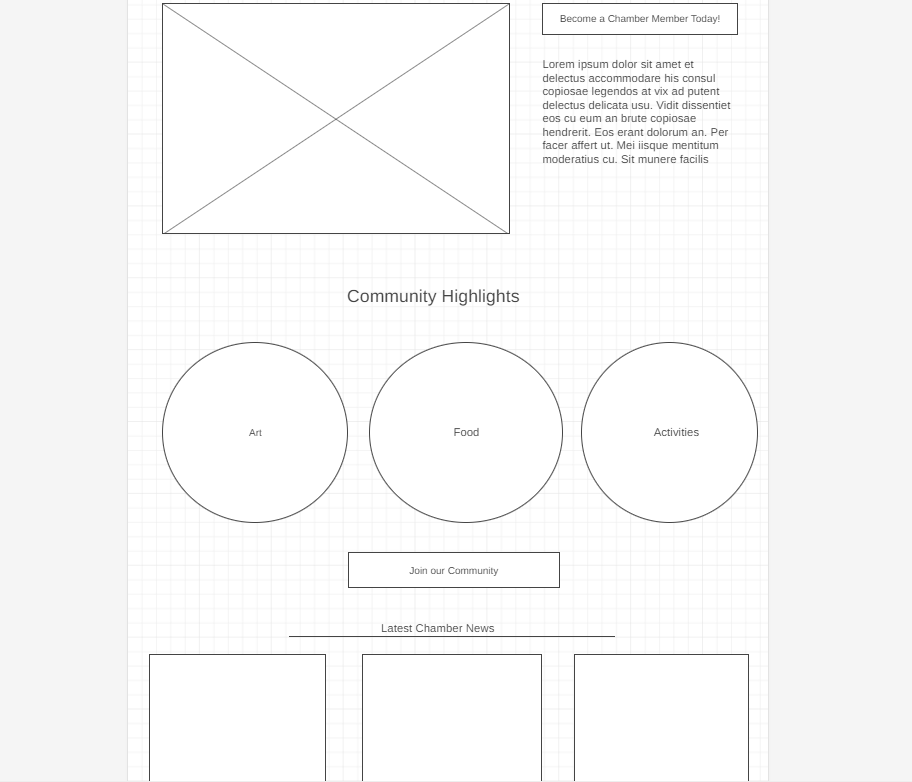 Become a Chamber Member Today!
Lorem ipsum dolor sit amet et
delectus accommodare his consul
copiosae legendos at vix ad putent
delectus delicata usu. Vidit dissentiet
eos cu eum an brute copiosae
hendrerit. Eos erant dolorum an. Per
facer affert ut. Mei iisque mentitum
moderatius cu. Sit munere facilis
Community Highlights
Art
Food
Activities
Join our Community
Latest Chamber News